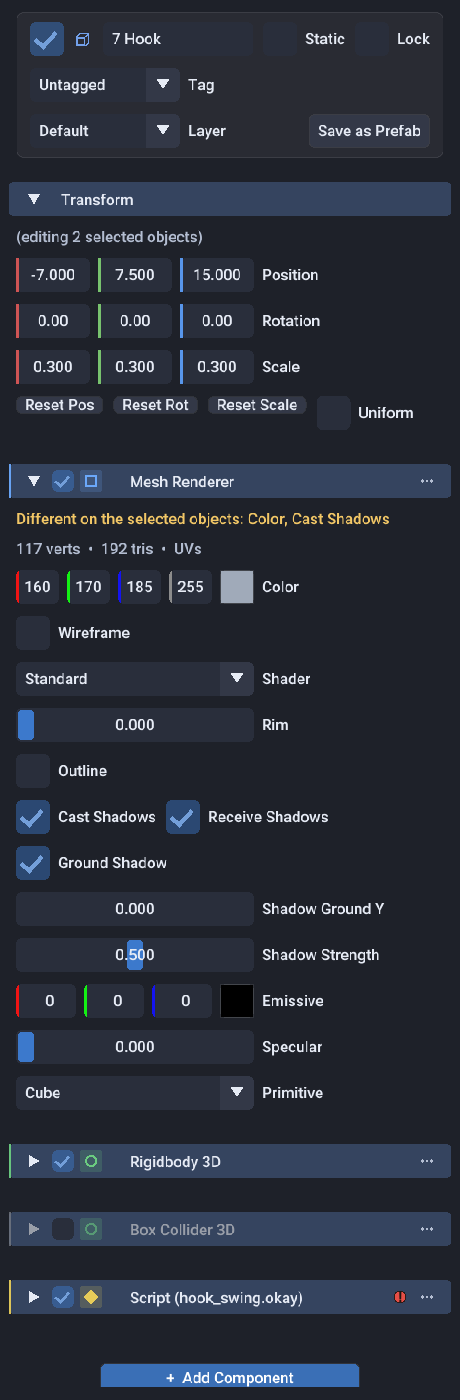 7 Hook Static Lock
Untagged Tag
Default Layer Save as Prefab
Transform
(editing 2 selected objects)
-7.000 7.500 15.000 Position
0.00 0.00 0.00 Rotation
0.300 0.300 0.300 Scale
Reset Pos Reset Rot Reset Scale Uniform
Mesh Renderer ...
Different on the selected objects: Color, Cast Shadows
117 verts • 192 tris • UVs
160 170 185 255 Color
Wireframe
Standard Shader
0.000 Rim
Outline
Cast Shadows Receive Shadows
Ground Shadow
0.000 Shadow Ground Y
0.500 Shadow Strength
0 0 0 Emissive
0.000 Specular
Cube Primitive
Rigidbody 3D ...
Box Collider 3D ...
Script (hook_swing.okay) ! ...
+ Add Component